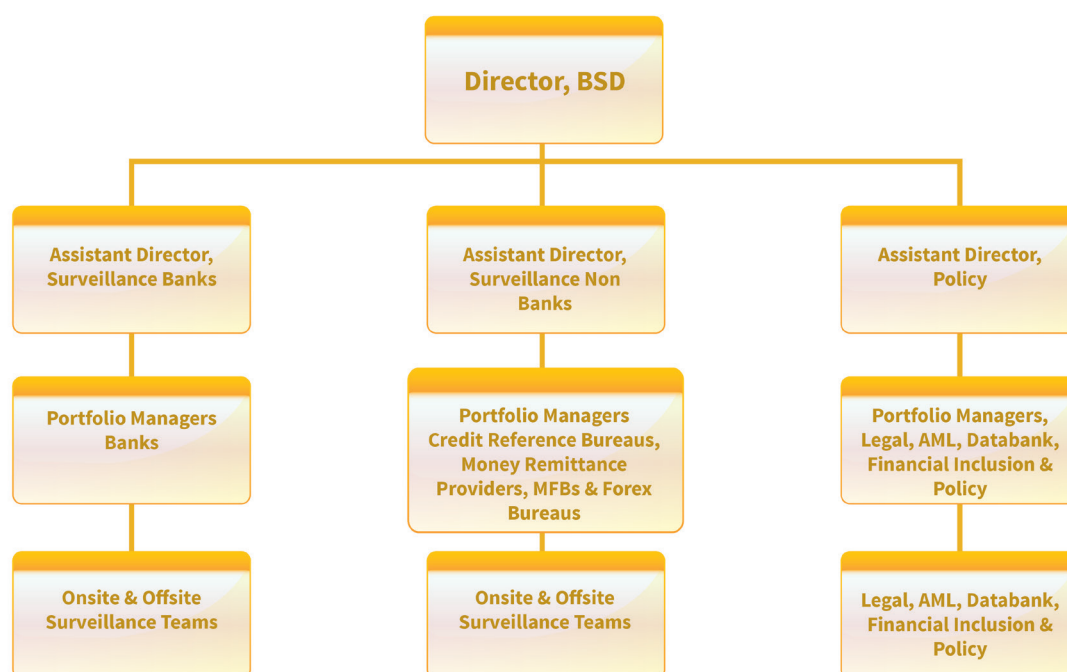 Director, BSD
Assistant Director,
Surveillance Banks
Assistant Director,
Surveillance Non
Banks
Assistant Director,
Policy
Portfolio Managers
Banks
Portfolio Managers
Credit Reference Bureaus,
Money Remittance
Providers, MFBs & Forex
Bureaus
Portfolio Managers,
Legal, AML, Databank,
Financial Inclusion &
Policy
Onsite & Offsite
Surveillance Teams
Onsite & Offsite
Surveillance Teams
Legal, AML, Databank,
Financial Inclusion &
Policy